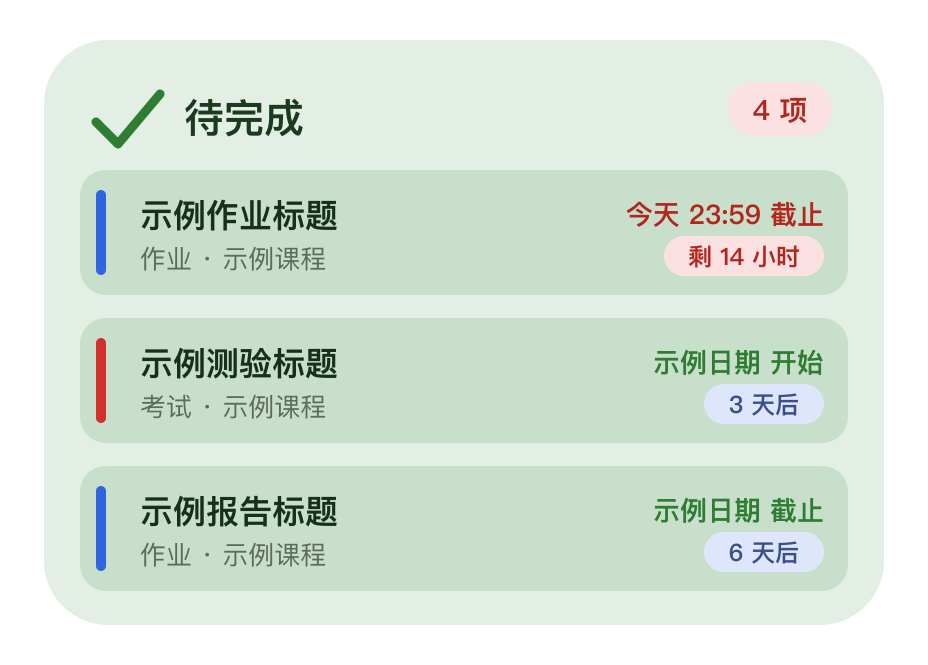 待完成
4 项
示例作业标题
今天 23:59 截止
作业 · 示例课程
剩 14 小时
示例测验标题
示例日期 开始
考试 · 示例课程
3 天后
示例报告标题
示例日期 截止
作业 · 示例课程
6 天后